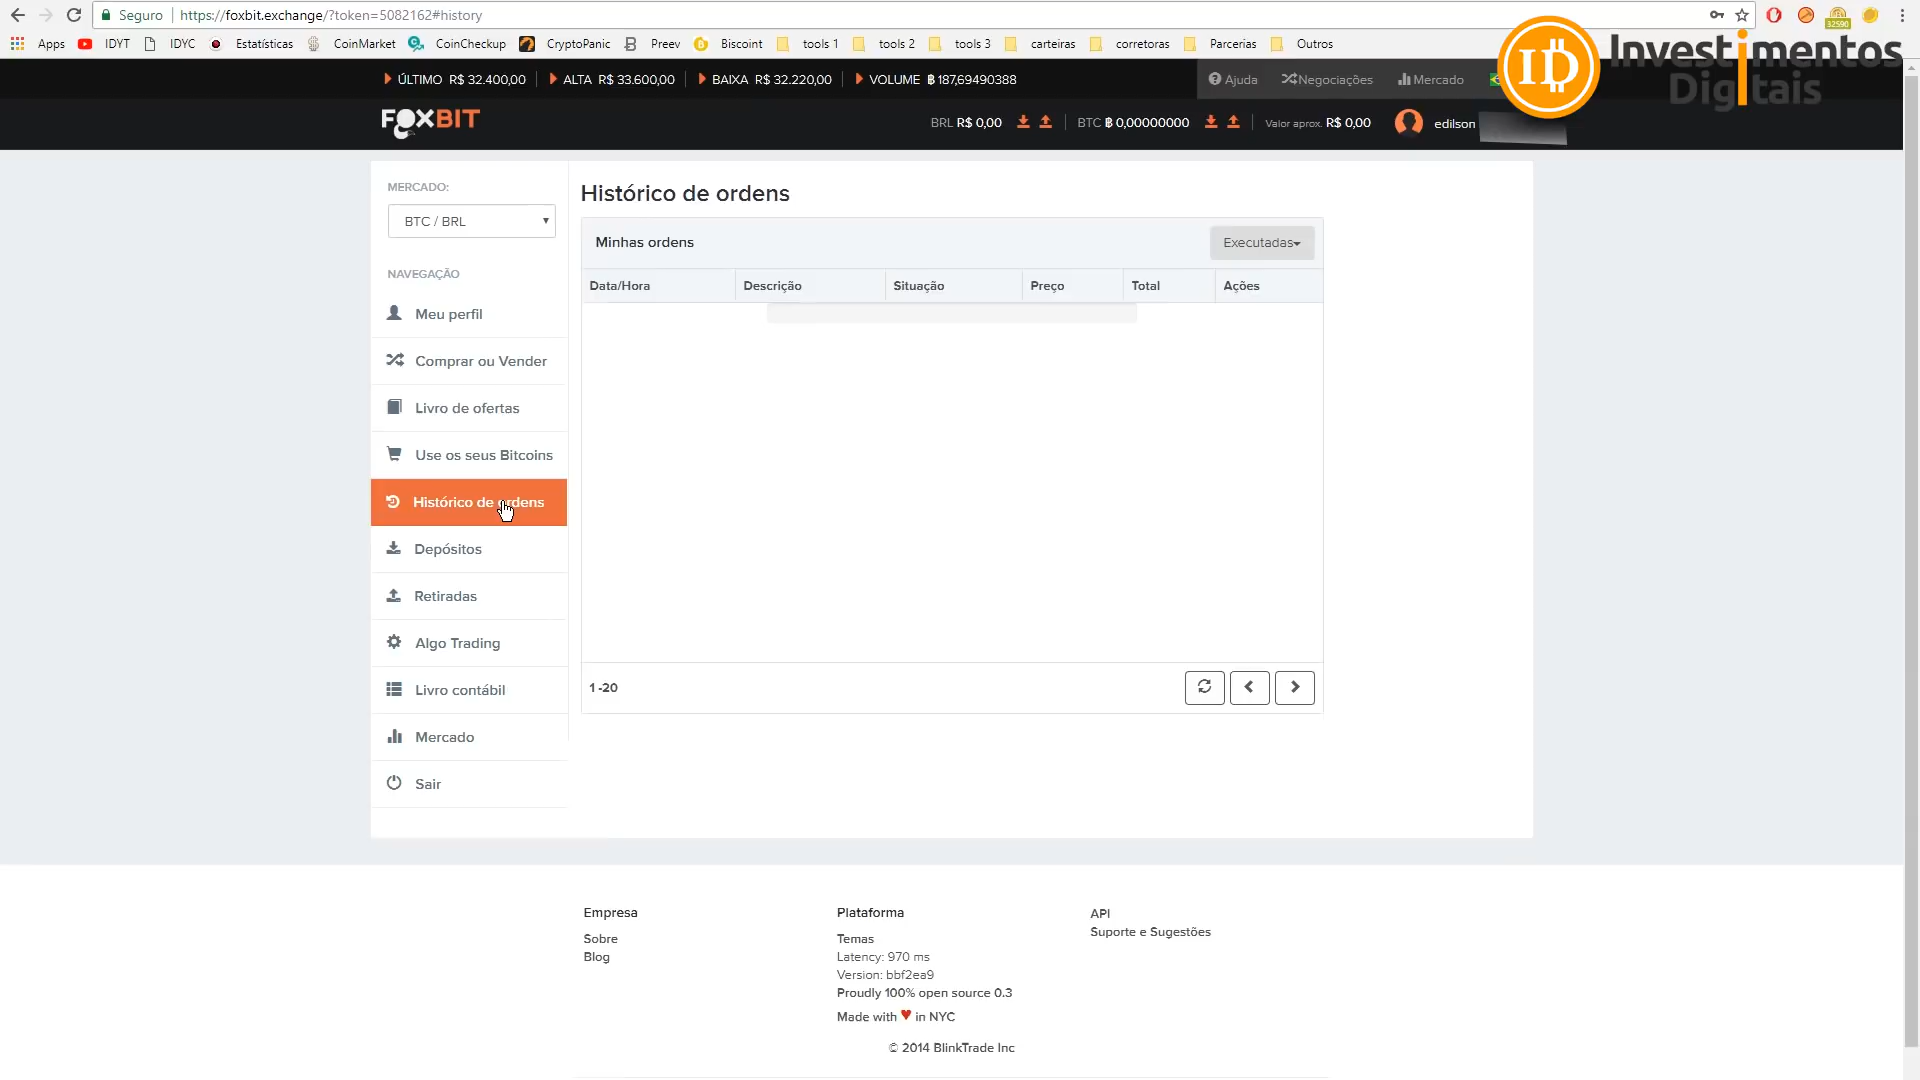 Seguro https://foxbit.exchange/?token=5082162#history
32590
Apps IDYT IDYC Estatísticas CoinMarket CoinCheckup CryptoPanic Preev Biscoint tools 1 tools 2 tools 3 carteiras corretoras Parcerias Outros
Investimentos
Digitais
ÚLTIMO R$ 32.400,00 ALTA R$ 33.600,00 BAIXA R$ 32.220,00 VOLUME ฿ 187,69490388 Ajuda Negociações Mercado
FOXBIT
BRL R$ 0,00 BTC ฿ 0,00000000 Valor aprox. R$ 0,00 edilson
MERCADO:
BTC / BRL
NAVEGAÇÃO
Meu perfil
Comprar ou Vender
Livro de ofertas
Use os seus Bitcoins
Histórico de ordens
Depósitos
Retiradas
Algo Trading
Livro contábil
Mercado
Sair
Histórico de ordens
Minhas ordens Executadas
Data/Hora Descrição Situação Preço Total Ações
1 -20
Empresa
Sobre
Blog
Plataforma
Temas
Latency: 970 ms
Version: bbf2ea9
Proudly 100% open source 0.3
Made with ♥ in NYC
API
Suporte e Sugestões
© 2014 BlinkTrade Inc